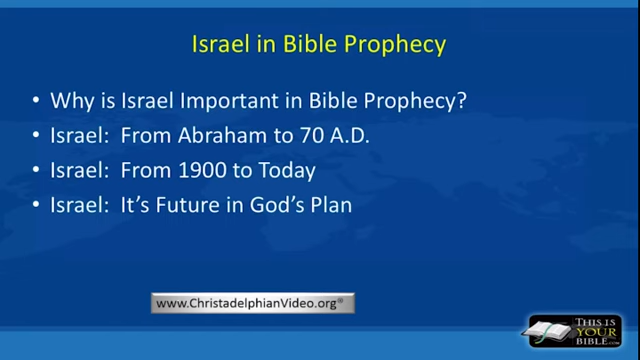 Israel in Bible Prophecy
• Why is Israel Important in Bible Prophecy?
• Israel: From Abraham to 70 A.D.
• Israel: From 1900 to Today
• Israel: It's Future in God's Plan
www.ChristadelphianVideo.org®
THIS IS
YOUR
BIBLE.COM